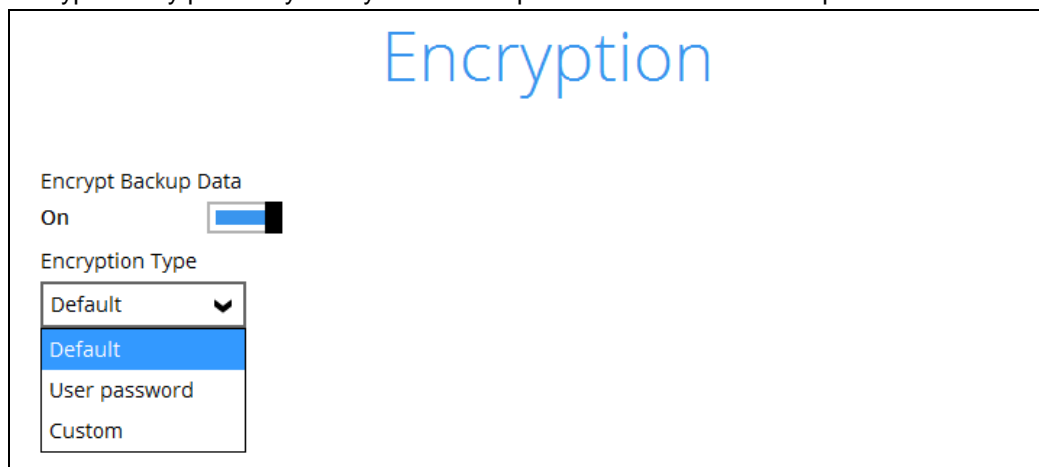 Encryption
Encrypt Backup Data
On
Encryption Type
Default
Default
User password
Custom